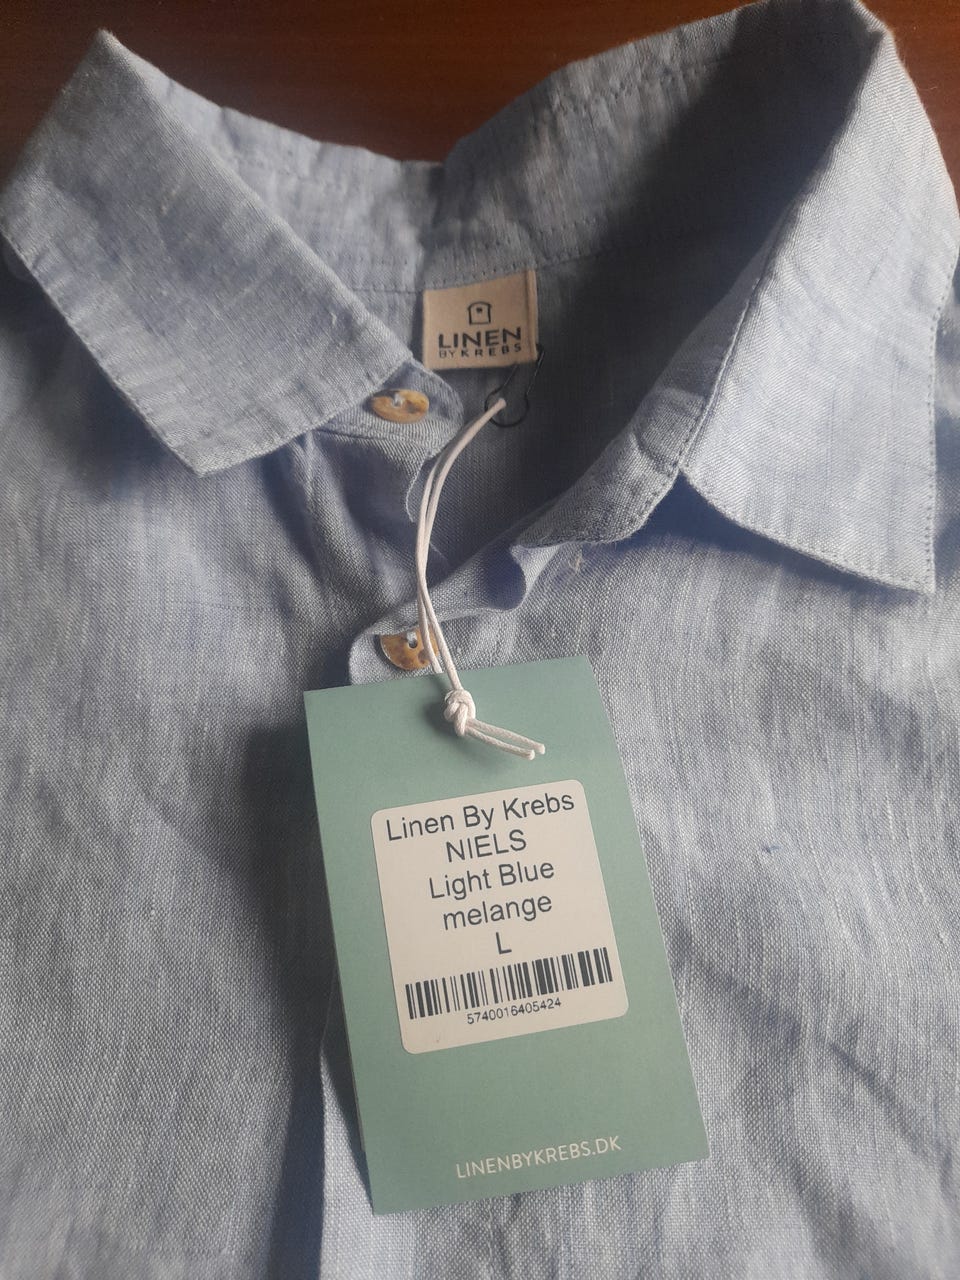 LINEN
BY KREBS
Linen By Krebs
NIELS
Light Blue
melange
L
5740016405424
LINENBYKREBS.DK